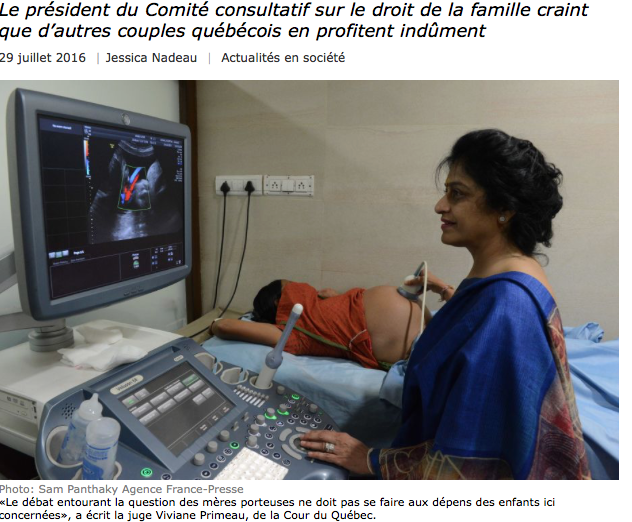 Le président du Comité consultatif sur le droit de la famille craint
que d’autres couples québécois en profitent indûment
29 juillet 2016 | Jessica Nadeau | Actualités en société
Photo: Sam Panthaky Agence France-Presse
«Le débat entourant la question des mères porteuses ne doit pas se faire aux dépens des enfants ici
concernées», a écrit la juge Viviane Primeau, de la Cour du Québec.